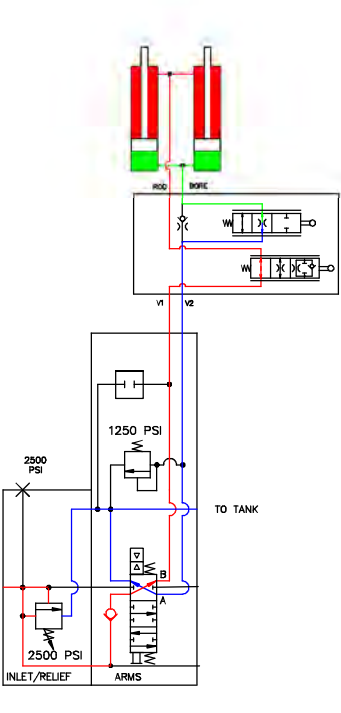 ROD BORE
V1 V2
1250 PSI
2500
PSI
TO TANK
B
A
2500 PSI
INLET/RELIEF ARMS